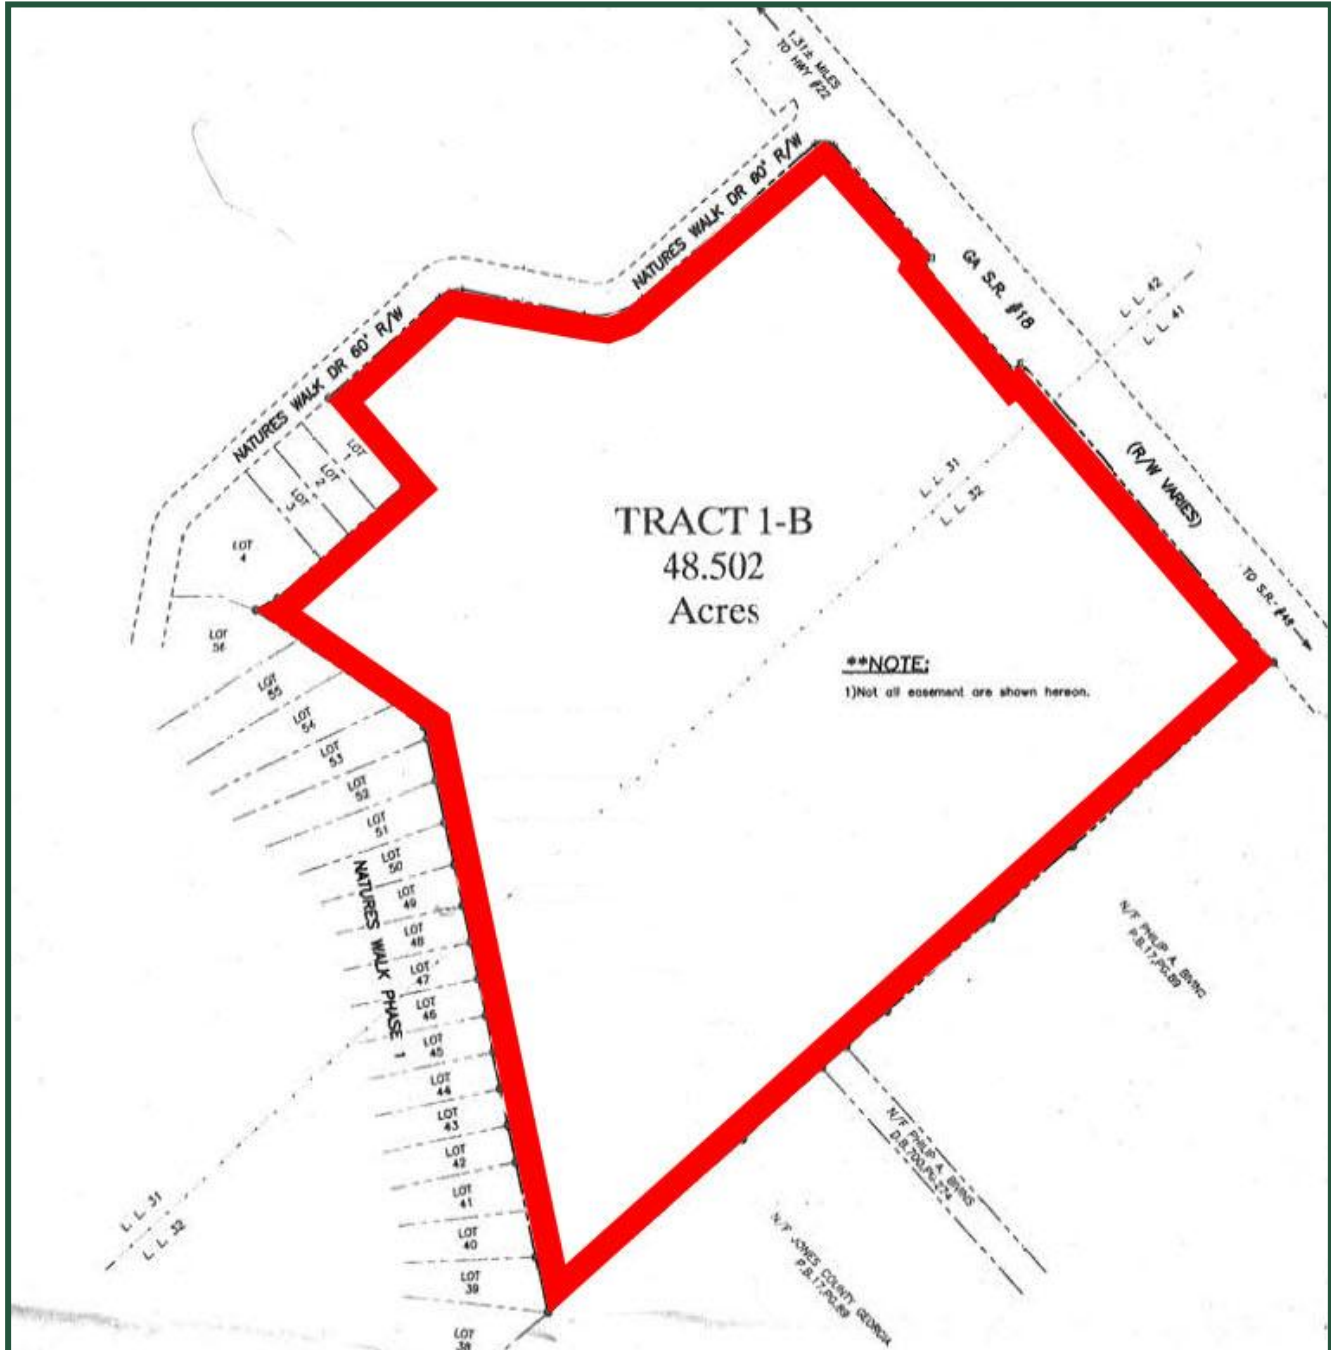 1.31± MILES
TO HWY #22
NATURES WALK DR 60' R/W
GA S.R. #18
L. L. 42
L. L. 41
NATURES WALK DR 60' R/W
(R/W VARIES)
LOT
1
LOT
2
LOT
3
LOT
4
L. L. 31
L. L. 32
TRACT 1-B
48.502
Acres
TO S.R. #49
LOT
56
**NOTE:
1)Not all easement are shown hereon.
LOT
55
LOT
54
LOT
53
LOT
52
LOT
51
LOT
50
LOT
49
LOT
48
LOT
47
LOT
46
LOT
45
LOT
44
LOT
43
LOT
42
LOT
41
LOT
40
LOT
39
LOT
38
NATURES WALK PHASE 1
N/F PHILIP A. BIVINS
P.B.17,PG.89
N/F PHILIP A. BIVINS
D.B.700,PG.274
L. L. 31
L. L. 32
N/F JONES COUNTY GEORGIA
P.B.17,PG.89